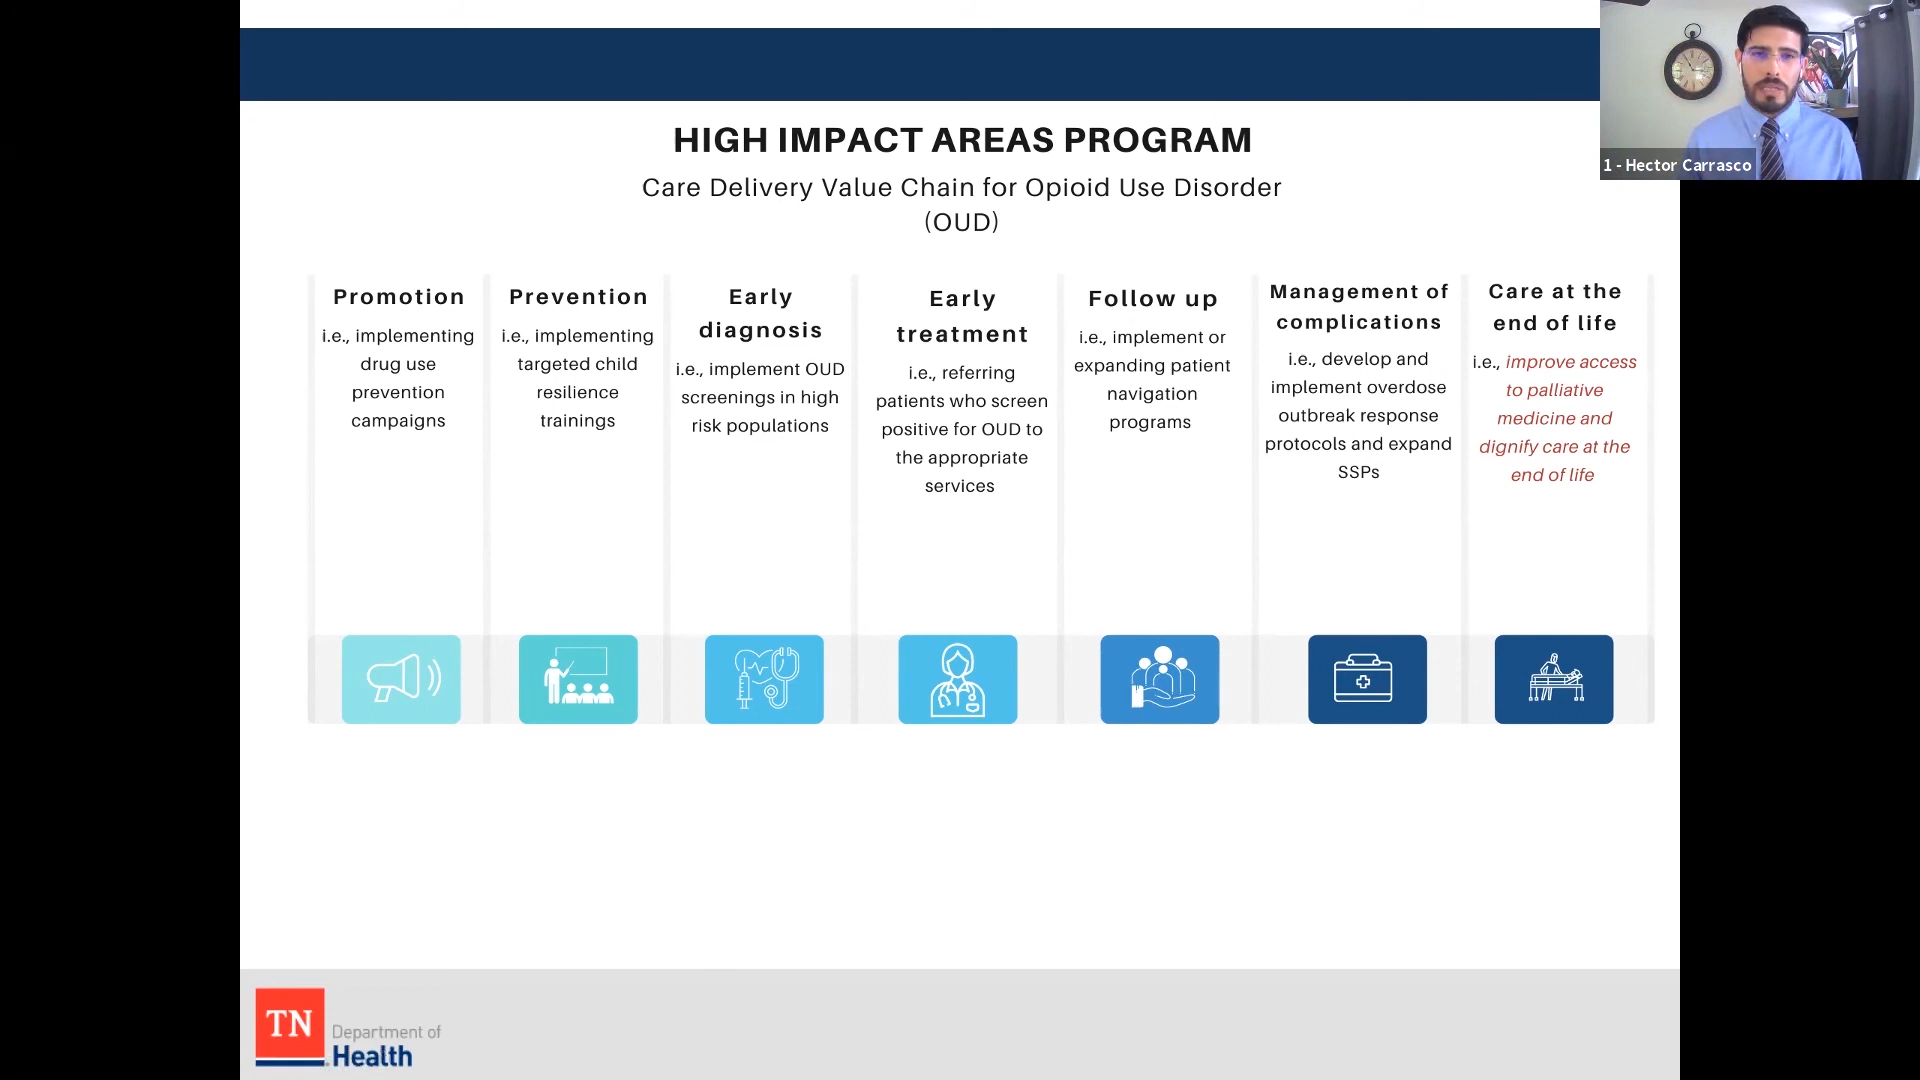 HIGH IMPACT AREAS PROGRAM
Care Delivery Value Chain for Opioid Use Disorder
(OUD)
Promotion
i.e., implementing
drug use
prevention
campaigns
Prevention
i.e., implementing
targeted child
resilience
trainings
Early
diagnosis
i.e., implement OUD
screenings in high
risk populations
Early
treatment
i.e., referring
patients who screen
positive for OUD to
the appropriate
services
Follow up
i.e., implement or
expanding patient
navigation
programs
Management of
complications
i.e., develop and
implement overdose
outbreak response
protocols and expand
SSPs
Care at the
end of life
i.e., improve access
to palliative
medicine and
dignify care at the
end of life
1 - Hector Carrasco
TN
Department of
Health